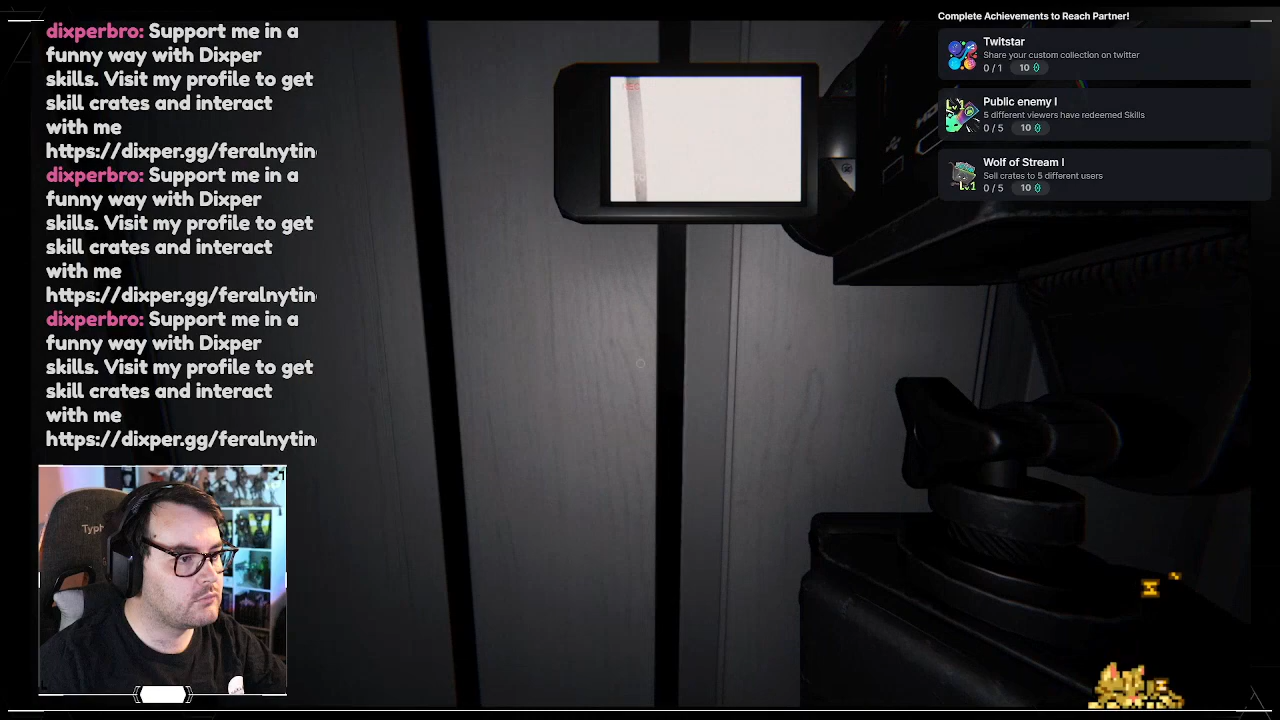 dixperbro: Support me in a
funny way with Dixper
skills. Visit my profile to get
skill crates and interact
with me
https://dixper.gg/feralnytin
dixperbro: Support me in a
funny way with Dixper
skills. Visit my profile to get
skill crates and interact
with me
https://dixper.gg/feralnytin
dixperbro: Support me in a
funny way with Dixper
skills. Visit my profile to get
skill crates and interact
with me
https://dixper.gg/feralnytin
Complete Achievements to Reach Partner!
Twitstar
Share your custom collection on twitter
0 / 1 10
Public enemy I
5 different viewers have redeemed Skills
0 / 5 10
Wolf of Stream I
Sell crates to 5 different users
0 / 5 10
REC
Typh